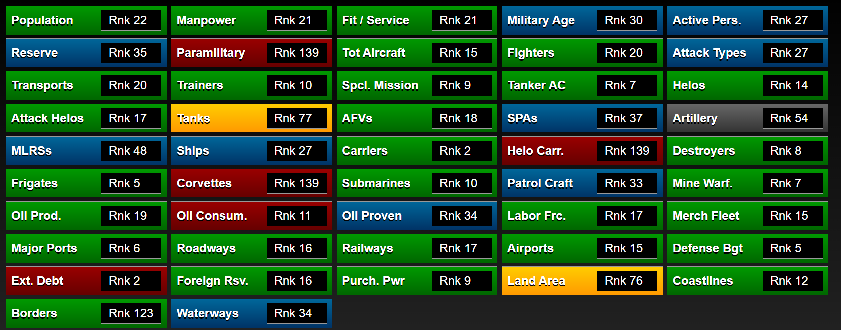 Population Rnk 22 Manpower Rnk 21 Fit / Service Rnk 21 Military Age Rnk 30 Active Pers. Rnk 27
Reserve Rnk 35 Paramilitary Rnk 139 Tot Aircraft Rnk 15 Fighters Rnk 20 Attack Types Rnk 27
Transports Rnk 20 Trainers Rnk 10 Spcl. Mission Rnk 9 Tanker AC Rnk 7 Helos Rnk 14
Attack Helos Rnk 17 Tanks Rnk 77 AFVs Rnk 18 SPAs Rnk 37 Artillery Rnk 54
MLRSs Rnk 48 Ships Rnk 27 Carriers Rnk 2 Helo Carr. Rnk 139 Destroyers Rnk 8
Frigates Rnk 5 Corvettes Rnk 139 Submarines Rnk 10 Patrol Craft Rnk 33 Mine Warf. Rnk 7
Oil Prod. Rnk 19 Oil Consum. Rnk 11 Oil Proven Rnk 34 Labor Frc. Rnk 17 Merch Fleet Rnk 15
Major Ports Rnk 6 Roadways Rnk 16 Railways Rnk 17 Airports Rnk 15 Defense Bgt Rnk 5
Ext. Debt Rnk 2 Foreign Rsv. Rnk 16 Purch. Pwr Rnk 9 Land Area Rnk 76 Coastlines Rnk 12
Borders Rnk 123 Waterways Rnk 34